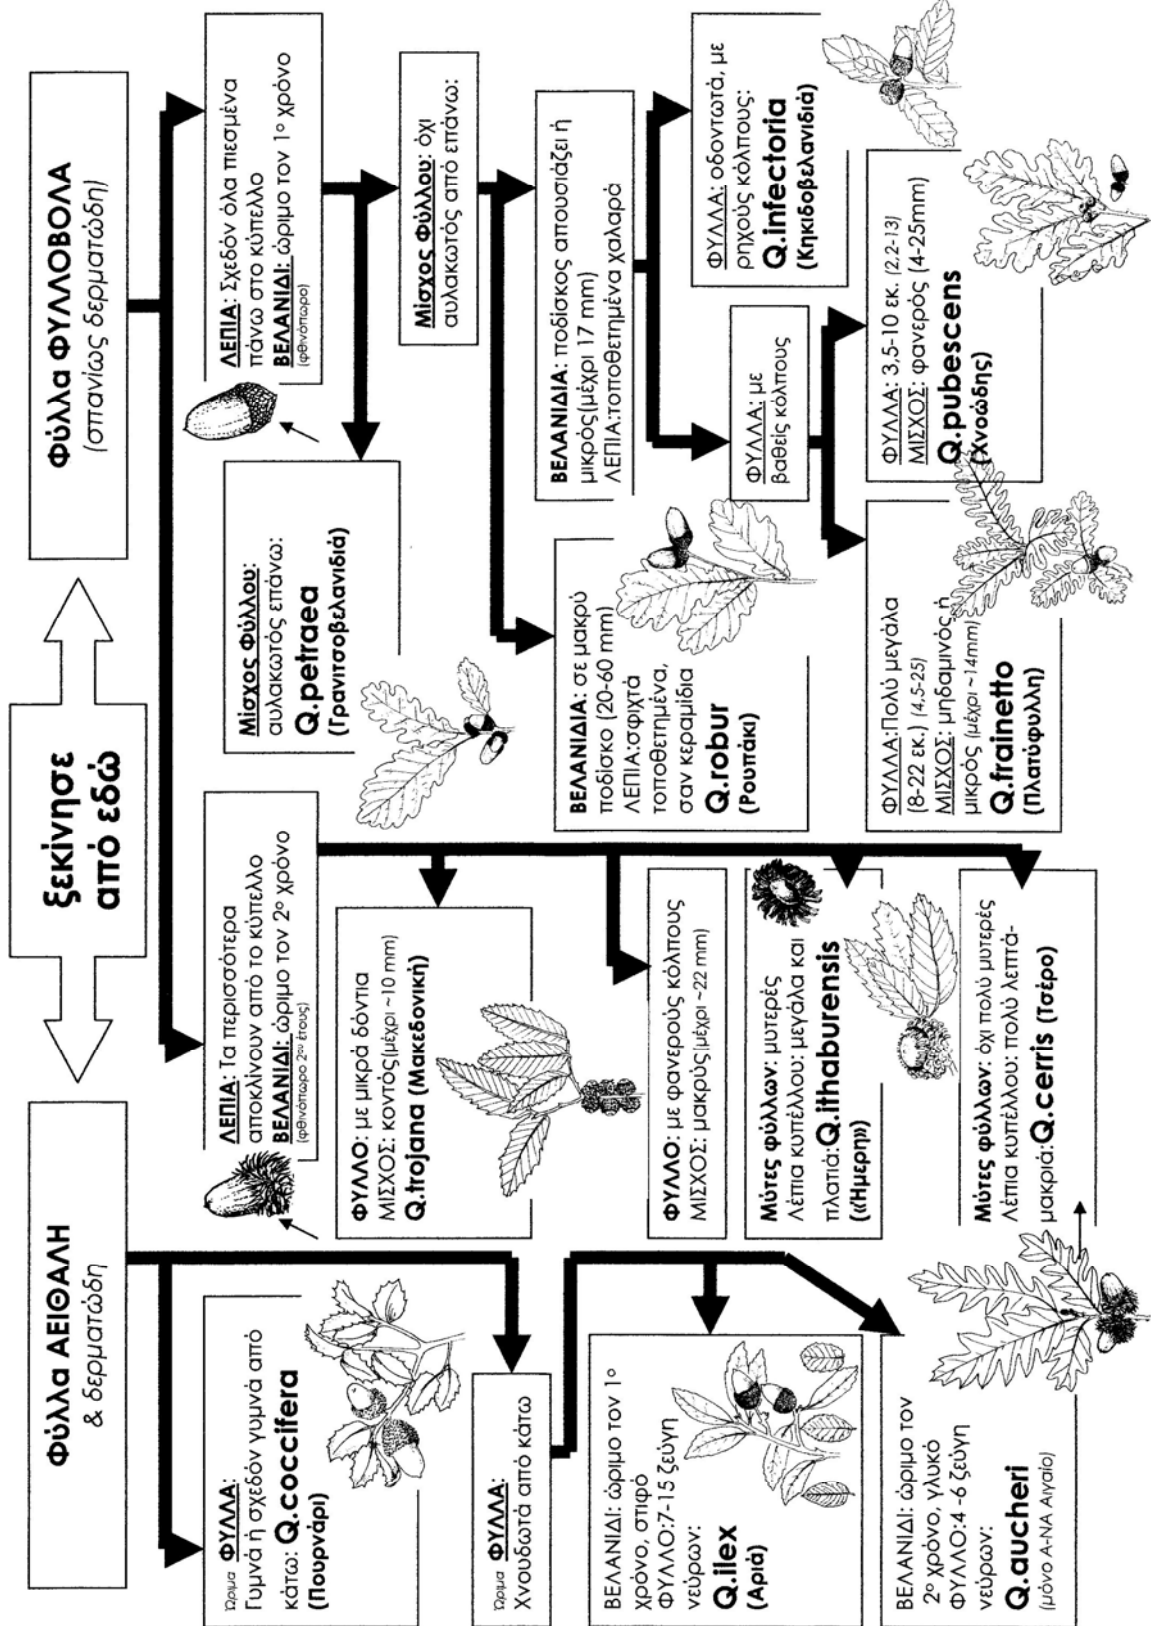 ξεκίνησε
από εδώ
Φύλλα ΑΕΙΘΑΛΗ
& δερματώδη
Ώριμα ΦΥΛΛΑ:
Γυμνά ή σχεδόν γυμνά από
κάτω: Q.coccifera
(Πουρνάρι)
Ώριμα ΦΥΛΛΑ:
Χνουδωτά από κάτω
ΒΕΛΑΝΙΔΙ: ώριμο τον 1º
χρόνο, στιφό
ΦΥΛΛΟ:7-15 ζεύγη
νεύρων:
Q.ilex
(Αριά)
ΒΕΛΑΝΙΔΙ: ώριμο τον
2º χρόνο, γλυκό
ΦΥΛΛΟ:4 -6 ζεύγη
νεύρων:
Q.aucheri
(μόνο Α-ΝΑ Αιγαίο)
Φύλλα ΦΥΛΛΟΒΟΛΑ
(σπανίως δερματώδη)
ΛΕΠΙΑ: Τα περισσότερα
αποκλίνουν από το κύπελλο
ΒΕΛΑΝΙΔΙ: ώριμο τον 2º χρόνο
(φθινόπωρο 2ου έτους)
ΦΥΛΛΟ: με μικρά δόντια
ΜΙΣΧΟΣ: κοντός(μέχρι ~10 mm)
Q.trojana (Μακεδονική)
ΦΥΛΛΟ: με φανερούς κόλπους
ΜΙΣΧΟΣ: μακρύς(μέχρι ~22 mm)
Μύτες φύλλων: μυτερές
Λέπια κυπέλλου: μεγάλα και
πλατιά: Q.ithaburensis
(«Ήμερη»)
Μύτες φύλλων: όχι πολύ μυτερές
Λέπια κυπέλλου: πολύ λεπτά-
μακριά: Q.cerris (Τσέρο)
ΛΕΠΙΑ: Σχεδόν όλα πιεσμένα
πάνω στο κύπελλο
ΒΕΛΑΝΙΔΙ: ώριμο τον 1º χρόνο
(φθινόπωρο)
Μίσχος Φύλλου:
αυλακωτός επάνω:
Q.petraea
(Γρανιτσοβελανιδιά)
Μίσχος Φύλλου: όχι
αυλακωτός από επάνω:
ΒΕΛΑΝΙΔΙΑ: σε μακρύ
ποδίσκο (20-60 mm)
ΛΕΠΙΑ:σφιχτά
τοποθετημένα,
σαν κεραμίδια
Q.robur
(Ρουπάκι)
ΒΕΛΑΝΙΔΙΑ: ποδίσκος απουσιάζει ή
μικρός(μέχρι 17 mm)
ΛΕΠΙΑ:τοποθετημένα χαλαρά
ΦΥΛΛΑ: με
βαθείς κόλπους
ΦΥΛΛΑ: οδοντωτά, με
ρηχούς κόλπους:
Q.infectoria
(Κηκιδοβελανιδιά)
ΦΥΛΛΑ:Πολύ μεγάλα
(8-22 εκ.) (4.5-25)
ΜΙΣΧΟΣ: μηδαμινός ή
μικρός (μέχρι ~14mm)
Q.frainetto
(Πλατύφυλλη)
ΦΥΛΛΑ: 3,5-10 εκ. (2.2-13)
ΜΙΣΧΟΣ: φανερός (4-25mm)
Q.pubescens
(Χνοώδης)